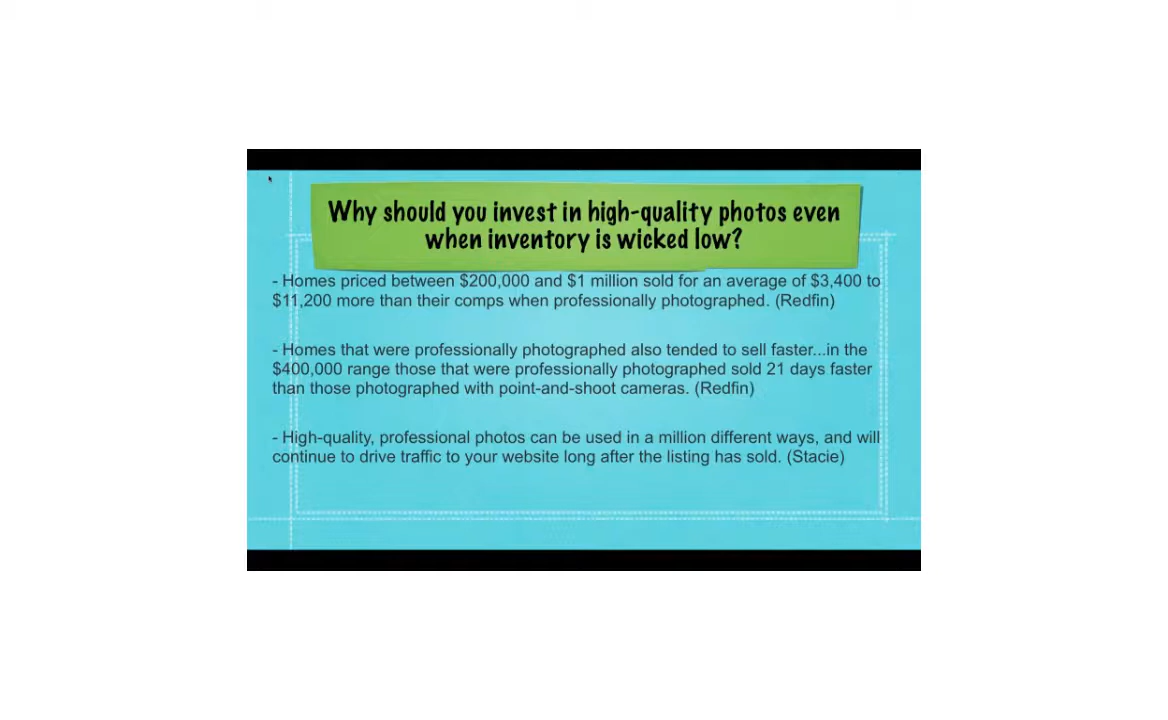 Why should you invest in high-quality photos even
when inventory is wicked low?
- Homes priced between $200,000 and $1 million sold for an average of $3,400 to
$11,200 more than their comps when professionally photographed. (Redfin)
- Homes that were professionally photographed also tended to sell faster...in the
$400,000 range those that were professionally photographed sold 21 days faster
than those photographed with point-and-shoot cameras. (Redfin)
- High-quality, professional photos can be used in a million different ways, and will
continue to drive traffic to your website long after the listing has sold. (Stacie)